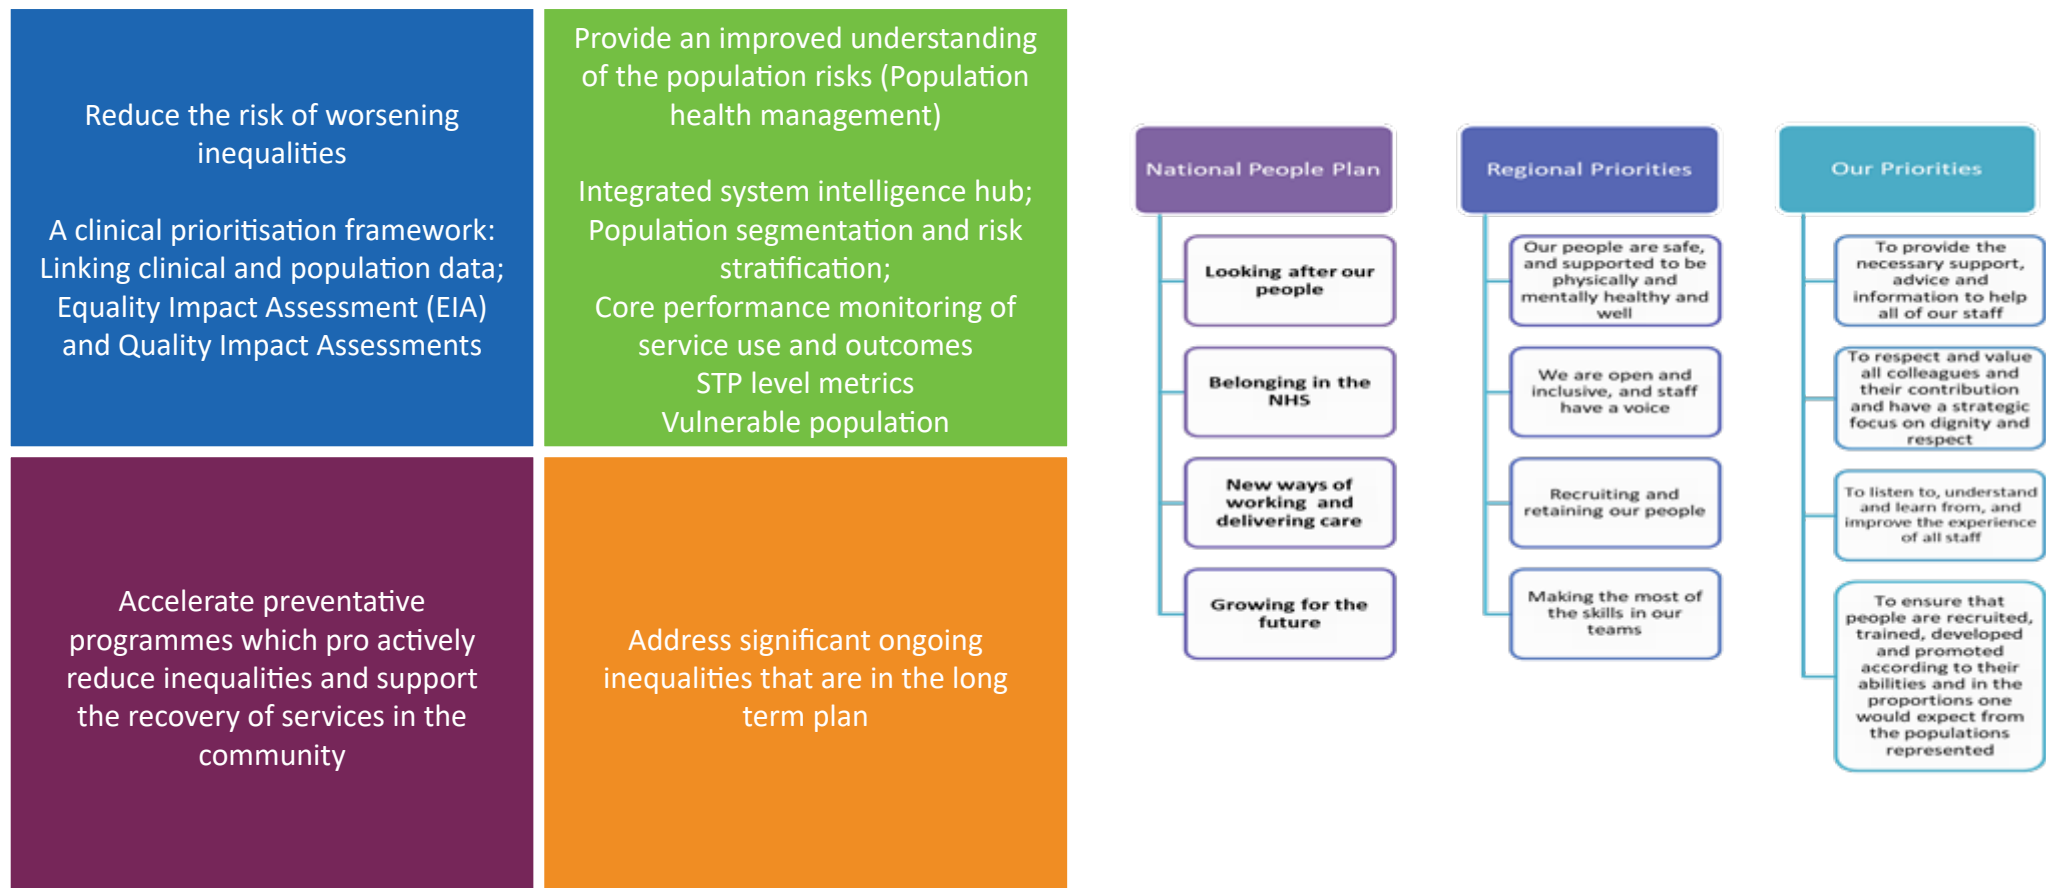 Reduce the risk of worsening
inequalities
A clinical prioritisation framework:
Linking clinical and population data;
Equality Impact Assessment (EIA)
and Quality Impact Assessments
Provide an improved understanding
of the population risks (Population
health management)
Integrated system intelligence hub;
Population segmentation and risk
stratification;
Core performance monitoring of
service use and outcomes
STP level metrics
Vulnerable population
Accelerate preventative
programmes which pro actively
reduce inequalities and support
the recovery of services in the
community
Address significant ongoing
inequalities that are in the long
term plan
National People Plan
Looking after our
people
Belonging in the
NHS
New ways of
working and
delivering care
Growing for the
future
Regional Priorities
Our people are safe,
and supported to be
physically and
mentally healthy and
well
We are open and
inclusive, and staff
have a voice
Recruiting and
retaining our people
Making the most of
the skills in our
teams
Our Priorities
To provide the
necessary support,
advice and
information to help
all of our staff
To respect and value
all colleagues and
their contribution
and have a strategic
focus on dignity and
respect
To listen to, understand
and learn from, and
improve the experience
of all staff
To ensure that
people are recruited,
trained, developed
and promoted
according to their
abilities and in the
proportions one
would expect from
the populations
represented